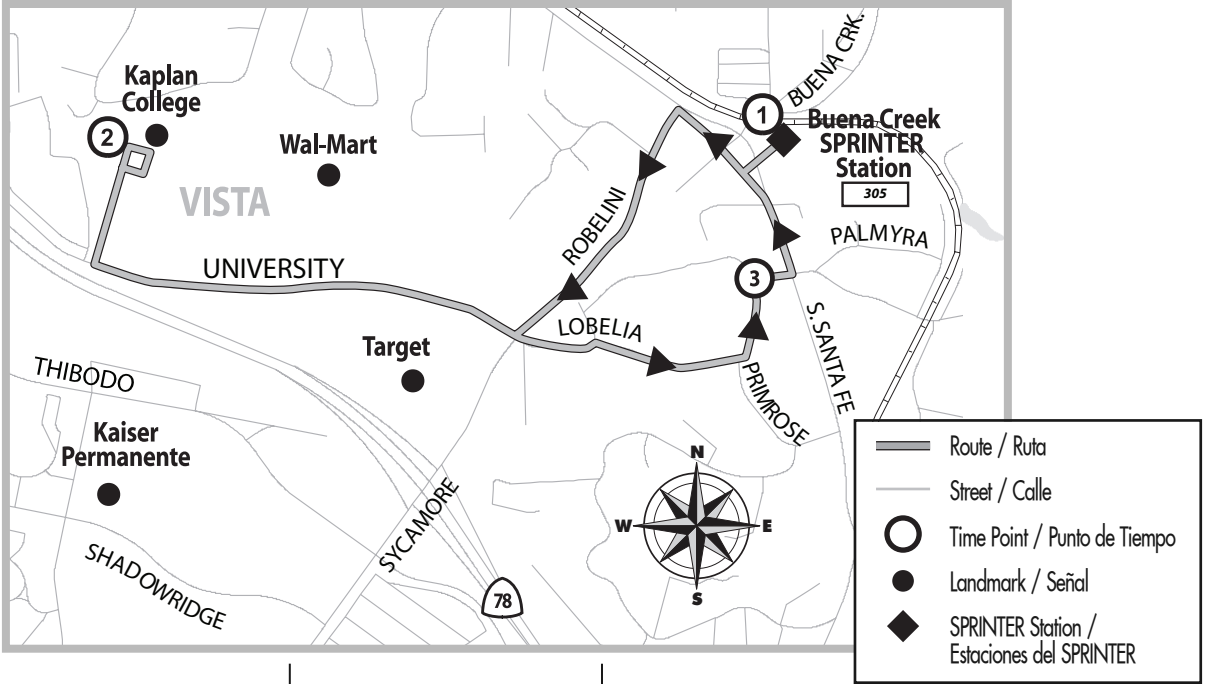 BUENA CRK.
Kaplan
College
1
2
Wal-Mart
Buena Creek
SPRINTER
Station
305
VISTA
ROBELINI
PALMYRA
UNIVERSITY
3
LOBELIA
S. SANTA FE
Target
THIBODO
PRIMROSE
Kaiser
Permanente
SYCAMORE
SHADOWRIDGE
78
N
W
E
S
Route / Ruta
Street / Calle
Time Point / Punto de Tiempo
Landmark / Señal
SPRINTER Station /
Estaciones del SPRINTER